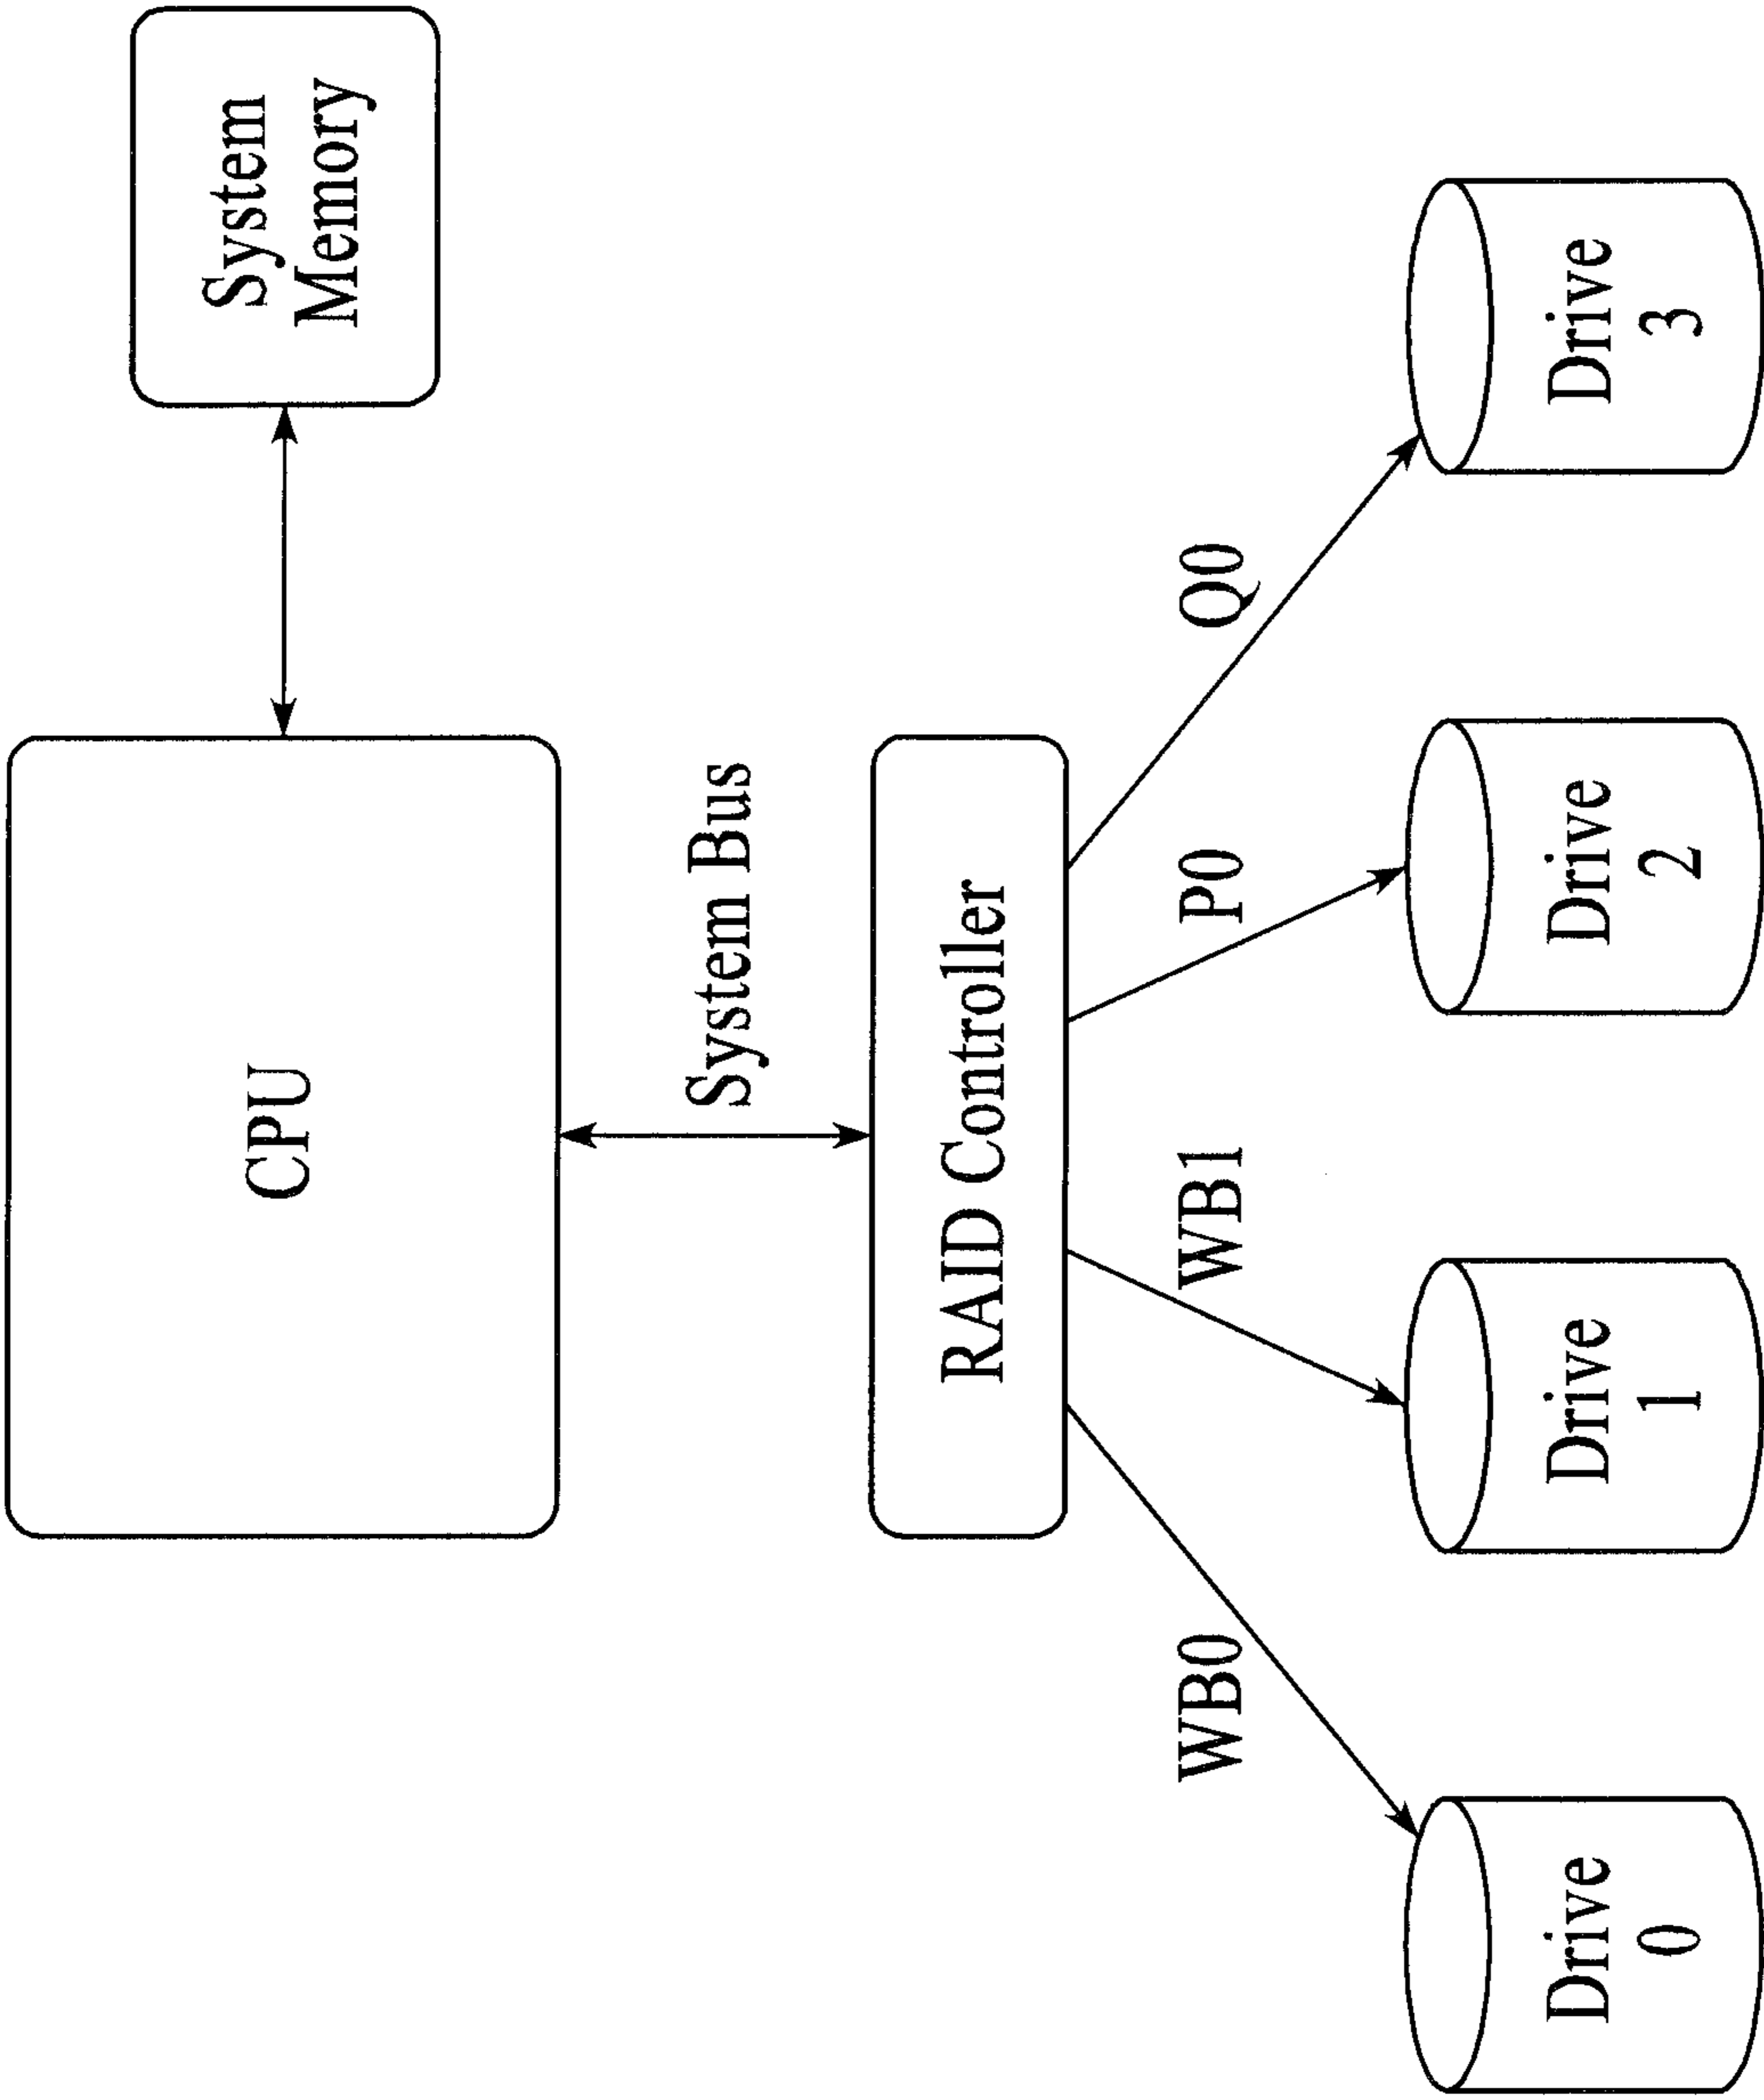 CPU
System
Memory
System Bus
RAID Controller
WB0
WB1
P0
Q0
Drive
0
Drive
1
Drive
2
Drive
3